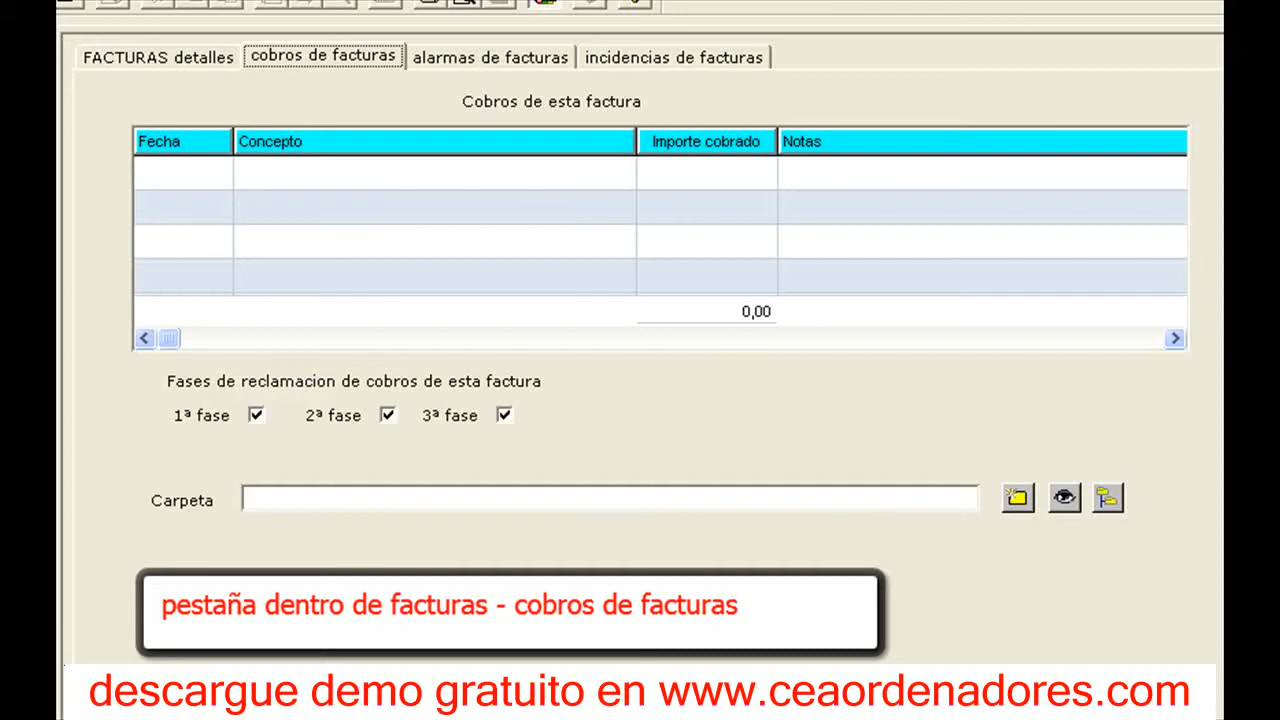 FACTURAS detalles cobros de facturas alarmas de facturas incidencias de facturas
Cobros de esta factura
Fecha Concepto Importe cobrado Notas
0,00
Fases de reclamacion de cobros de esta factura
1ª fase 2ª fase 3ª fase
Carpeta
pestaña dentro de facturas - cobros de facturas
descargue demo gratuito en www.ceaordenadores.com